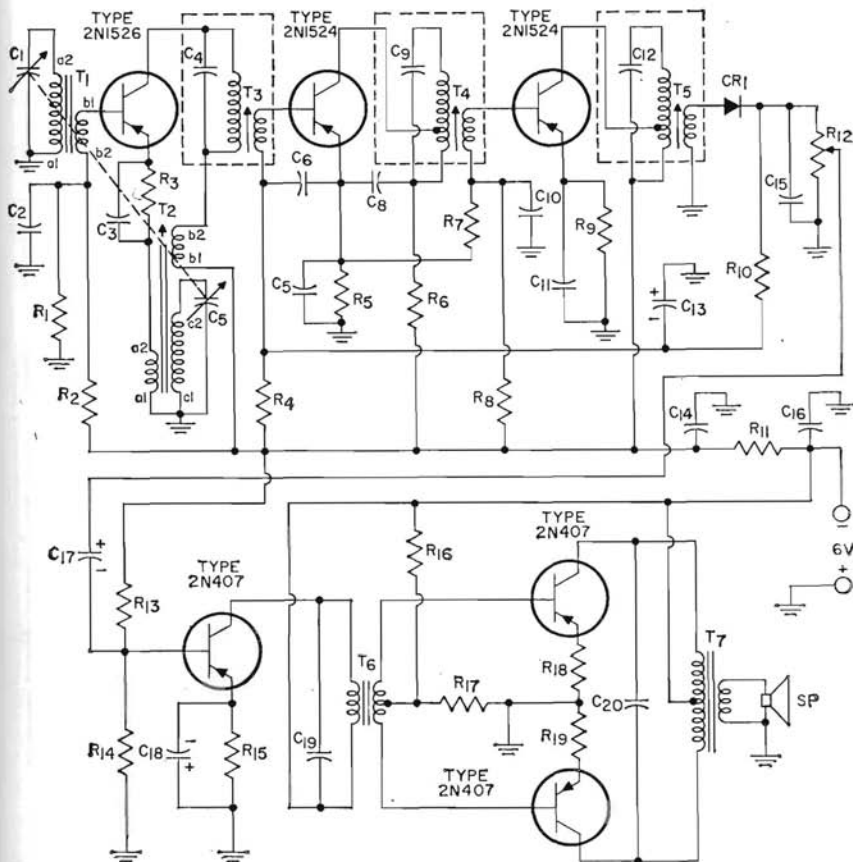 TYPE
2N1526
TYPE
2N1524
TYPE
2N1524
C1
a2
T1
a1
b1
b2
C4
T3
C9
T4
C12
T5
CR1
R12
C2
R1
R3
C3
T2
C6
C8
R7
C10
R9
C15
b2
b1
C5
c2
c1
a2
a1
C5
R5
R6
C11
+
-
C13
R10
R2
R4
R8
C14
R11
C16
-
6V
+
C17
+
-
R13
TYPE
2N407
R16
TYPE
2N407
T6
R17
R18
R19
C20
T7
SP
R14
C18
-
+
R15
C19
TYPE
2N407